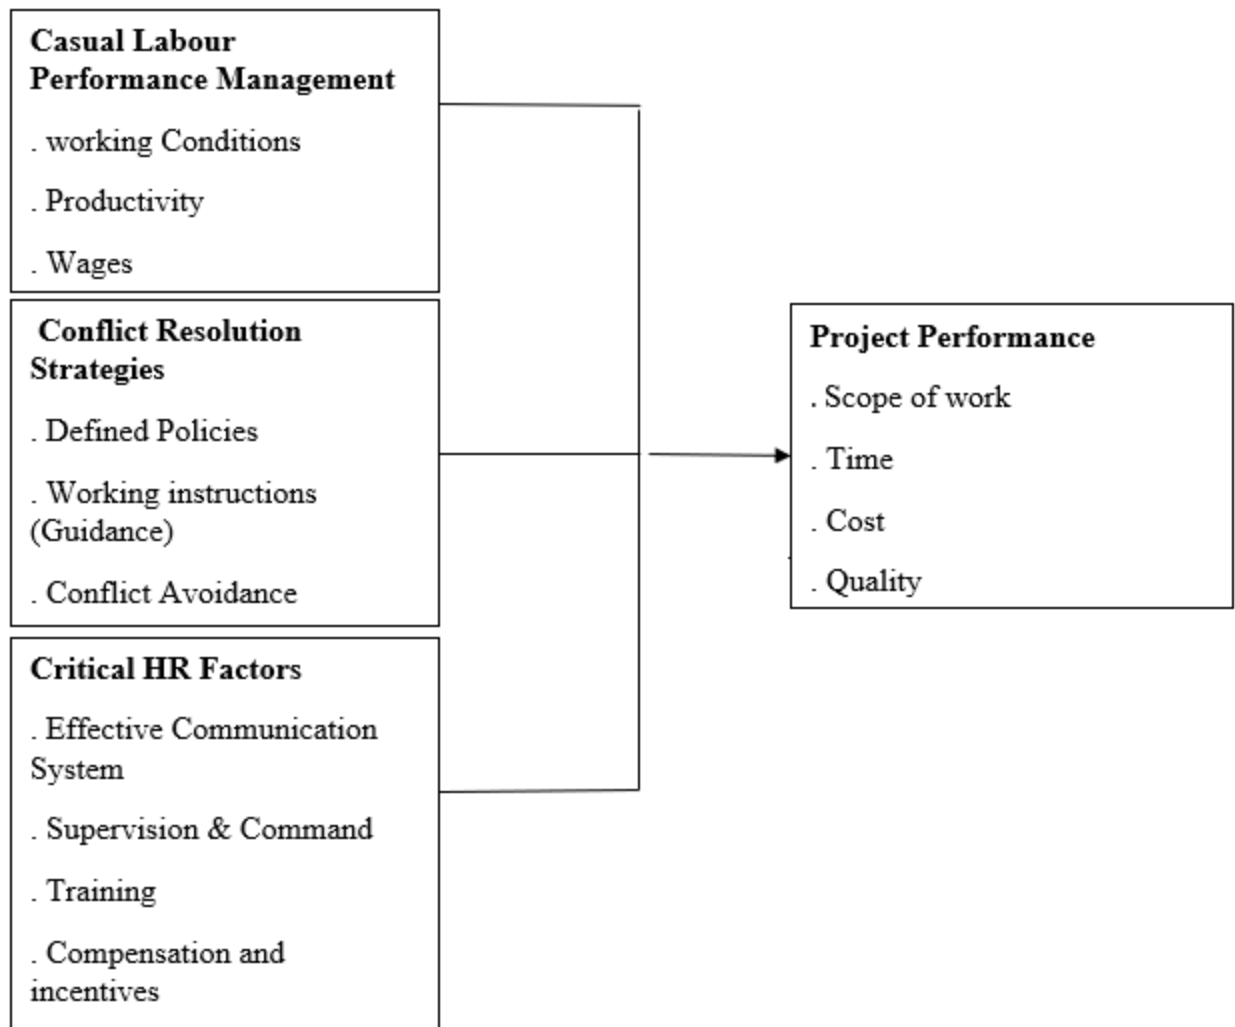 Casual Labour
Performance Management
. working Conditions
. Productivity
. Wages
Conflict Resolution
Strategies
. Defined Policies
. Working instructions
(Guidance)
. Conflict Avoidance
Critical HR Factors
. Effective Communication
System
. Supervision & Command
. Training
. Compensation and
incentives
Project Performance
. Scope of work
. Time
. Cost
. Quality